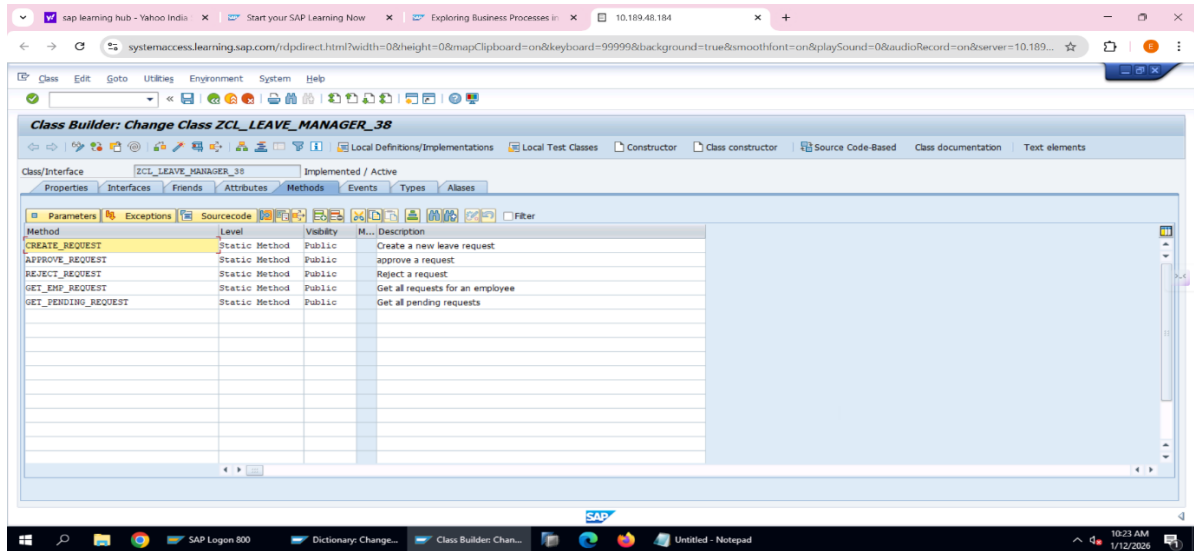 sap learning hub - Yahoo India Start your SAP Learning Now Exploring Business Processes in 10.189.48.184
systemaccess.learning.sap.com/rdpdirect.html?width=0&height=0&mapClipboard=on&keyboard=99999&background=true&smoothfont=on&playSound=0&audioRecord=on&server=10.189... E
Class Edit Goto Utilities Environment System Help
Class Builder: Change Class ZCL_LEAVE_MANAGER_38
Local Definitions/Implementations Local Test Classes Constructor Class constructor Source Code-Based Class documentation Text elements
Class/Interface ZCL_LEAVE_MANAGER_38 Implemented / Active
Properties Interfaces Friends Attributes Methods Events Types Aliases
Parameters Exceptions Sourcecode Filter
Method Level Visibility M... Description
CREATE_REQUEST Static Method Public Create a new leave request
APPROVE_REQUEST Static Method Public approve a request
REJECT_REQUEST Static Method Public Reject a request
GET_EMP_REQUEST Static Method Public Get all requests for an employee
GET_PENDING_REQUEST Static Method Public Get all pending requests
SAP
SAP Logon 800 Dictionary: Change... Class Builder: Chan... Untitled - Notepad 10:23 AM
1/12/2026